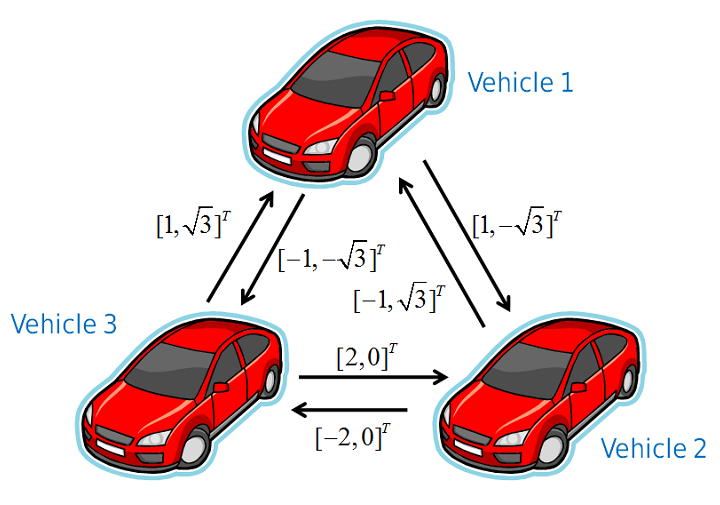 Vehicle 1
[1,√3]ᵀ
[1,−√3]ᵀ
[−1,−√3]ᵀ
[−1,√3]ᵀ
Vehicle 3
[2,0]ᵀ
[−2,0]ᵀ
Vehicle 2